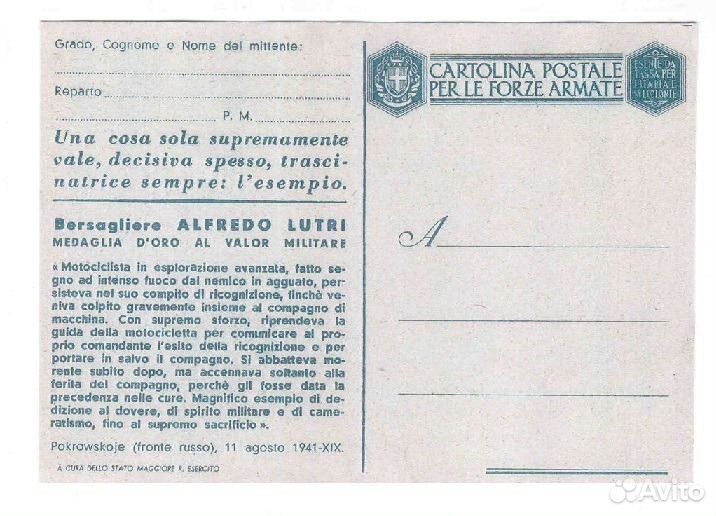 Grado, Cognome e Nome del mittente:
Reparto
P. M.
Una cosa sola supremamente
vale, decisiva spesso, trasci-
natrice sempre: l'esempio.
Bersagliere ALFREDO LUTRI
MEDAGLIA D'ORO AL VALOR MILITARE
« Motociclista in esplorazione avanzata, fatto se-
gno ad intenso fuoco dal nemico in agguato, per-
sisteva nel suo compito di ricognizione, finchè ve-
niva colpito gravemente insieme al compagno di
macchina. Con supremo sforzo, riprendeva la
guida della motocicletta per comunicare al pro-
prio comandante l'esito della ricognizione e per
portare in salvo il compagno. Si abbatteva mo-
rente subito dopo, ma accennava soltanto alla
ferita del compagno, perchè gli fosse data la
precedenza nelle cure. Magnifico esempio di de-
dizione al dovere, di spirito militare e di came-
ratismo, fino al supremo sacrificio ».
Pokrowskoje (fronte russo), 11 agosto 1941-XIX.
A CURA DELLO STATO MAGGIORE R. ESERCITO
CARTOLINA POSTALE
PER LE FORZE ARMATE
ESENTE DA
TASSA PER
L'ITALIA E
A
Avito